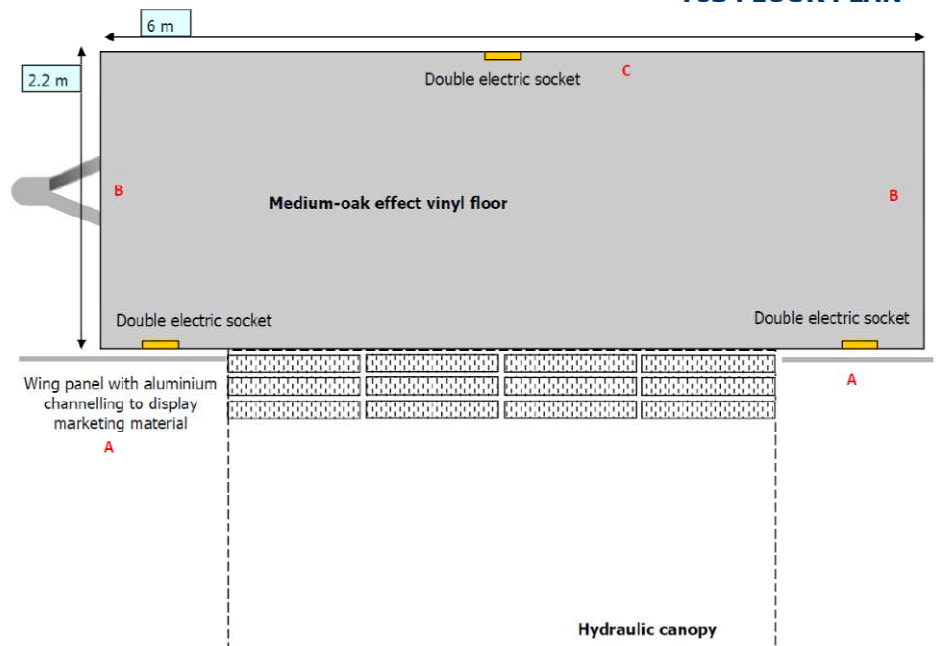 6 m
2.2 m
Double electric socket
C
B
Medium-oak effect vinyl floor
B
Double electric socket
Double electric socket
Wing panel with aluminium
channelling to display
marketing material
A
A
Hydraulic canopy